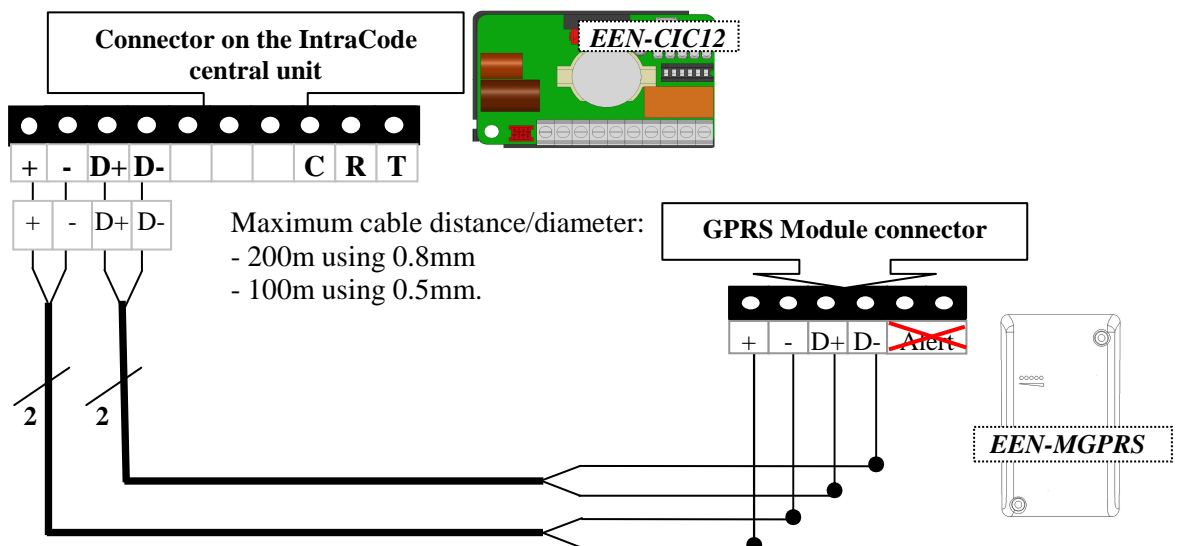 Connector on the IntraCode
central unit
EEN-CIC12
+ - D+ D- C R T
+ - D+ D-
Maximum cable distance/diameter:
- 200m using 0.8mm
- 100m using 0.5mm.
GPRS Module connector
+ - D+ D- Alert
2 2
EEN-MGPRS